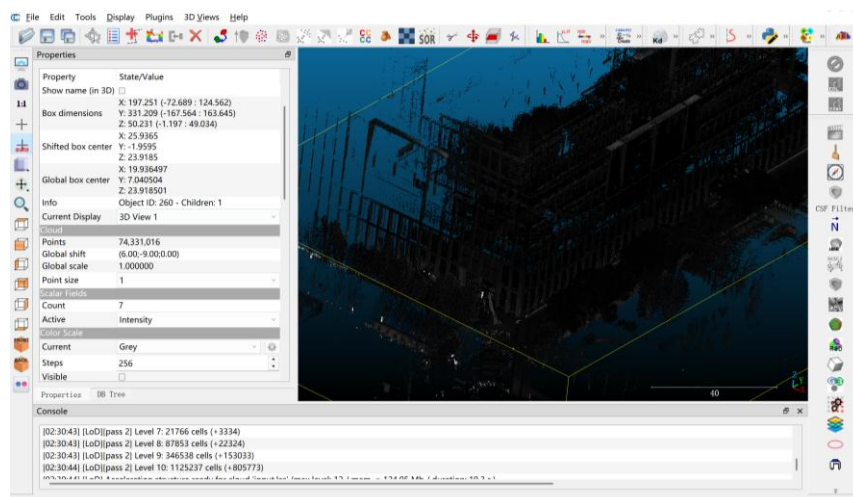 File Edit Tools Display Plugins 3D Views Help
SOR
Kd
Properties
Property State/Value
Show name (in 3D)
Box dimensions
X: 197.251 (-72.689 : 124.562)
Y: 331.209 (-167.564 : 163.645)
Z: 50.231 (-1.197 : 49.034)
Shifted box center
X: 25.9365
Y: -1.9595
Z: 23.9185
Global box center
X: 19.936497
Y: 7.040504
Z: 23.918501
Info Object ID: 260 - Children: 1
Current Display 3D View 1
Cloud
Points 74,331,016
Global shift (6.00;-9.00;0.00)
Global scale 1.000000
Point size 1
Scalar Fields
Count 7
Active Intensity
Color Scale
Current Grey
Steps 256
Visible
Properties DB Tree
1:1
CSF Filter
N
40
Console
[02:30:43] [LoD][pass 2] Level 7: 21766 cells (+3334)
[02:30:43] [LoD][pass 2] Level 8: 87853 cells (+22324)
[02:30:43] [LoD][pass 2] Level 9: 346538 cells (+153033)
[02:30:44] [LoD][pass 2] Level 10: 1125237 cells (+805773)